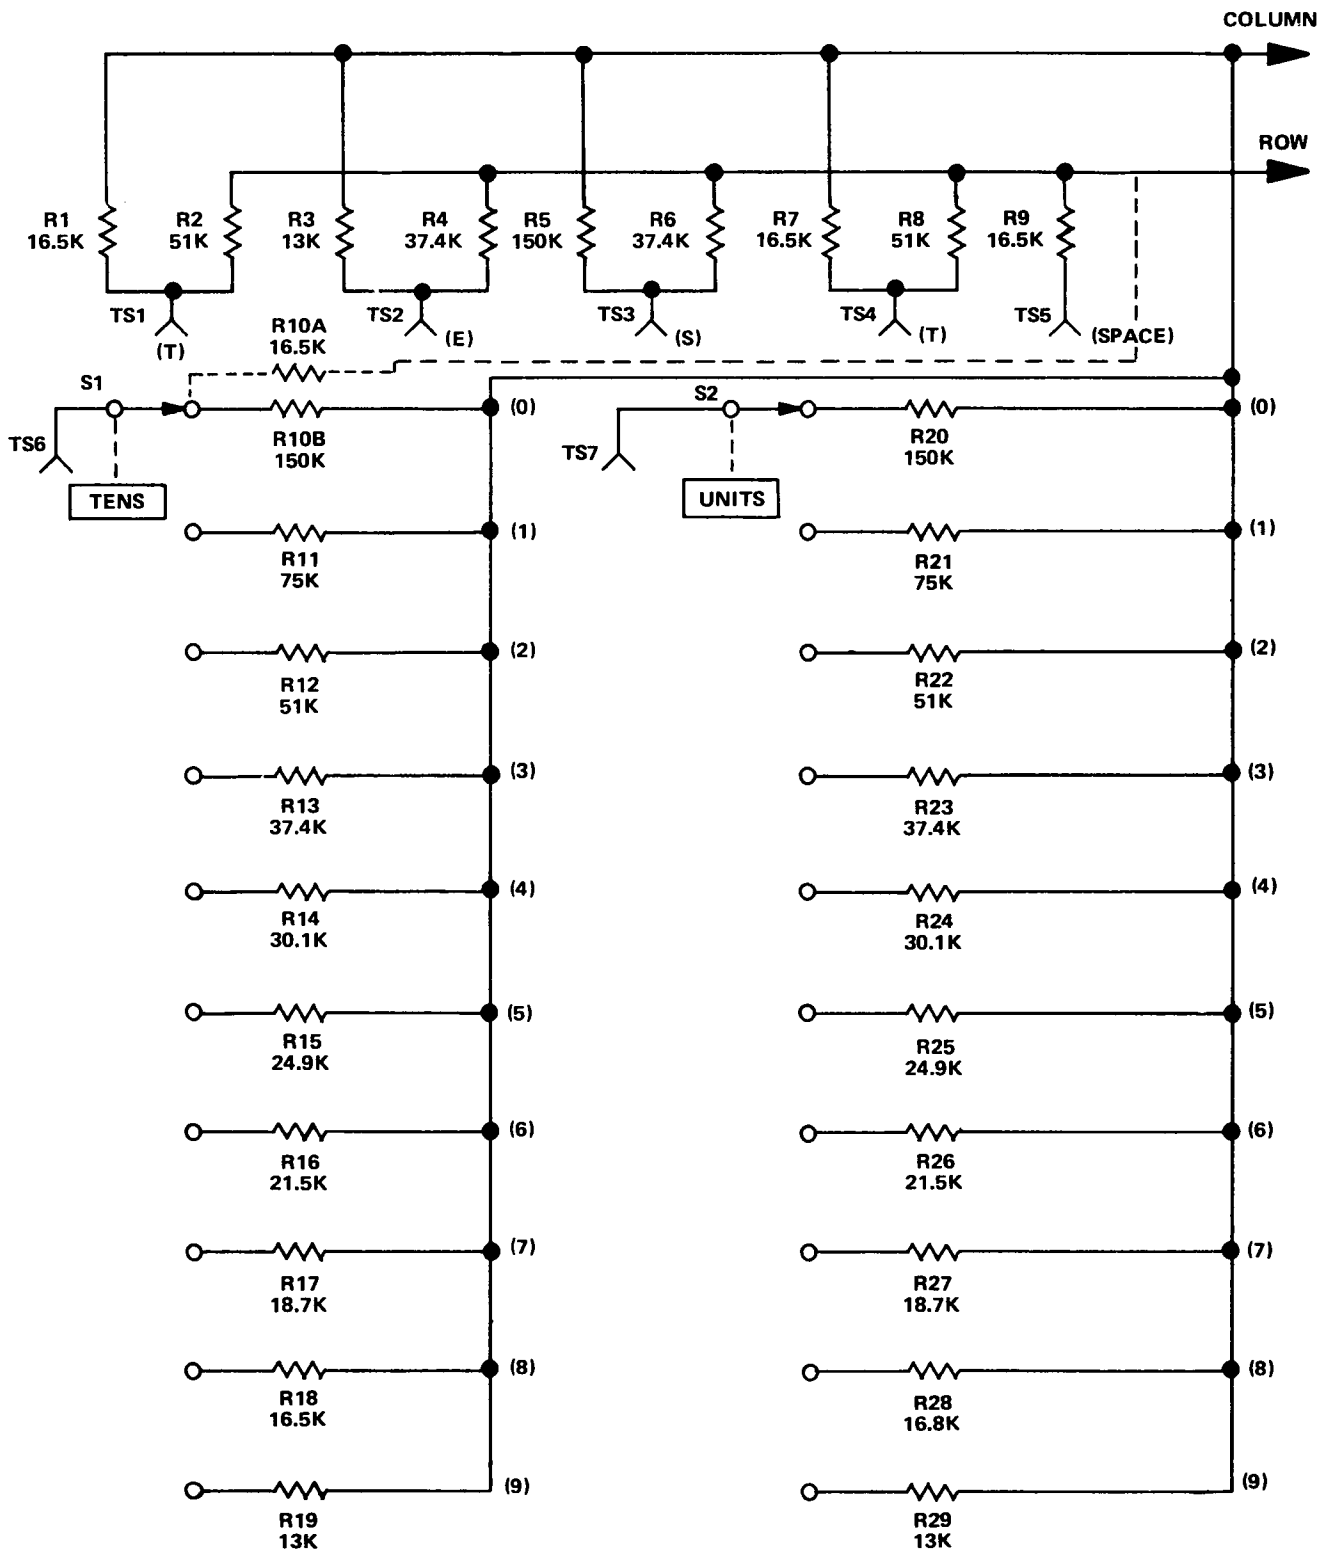 COLUMN
ROW
R1
16.5K
R2
51K
R3
13K
R4
37.4K
R5
150K
R6
37.4K
R7
16.5K
R8
51K
R9
16.5K
TS1
(T)
TS2
(E)
TS3
(S)
TS4
(T)
TS5
(SPACE)
R10A
16.5K
S1
TS6
TENS
R10B
150K
(0)
S2
TS7
UNITS
R20
150K
(0)
R11
75K
(1)
R21
75K
(1)
R12
51K
(2)
R22
51K
(2)
R13
37.4K
(3)
R23
37.4K
(3)
R14
30.1K
(4)
R24
30.1K
(4)
R15
24.9K
(5)
R25
24.9K
(5)
R16
21.5K
(6)
R26
21.5K
(6)
R17
18.7K
(7)
R27
18.7K
(7)
R18
16.5K
(8)
R28
16.8K
(8)
R19
13K
(9)
R29
13K
(9)